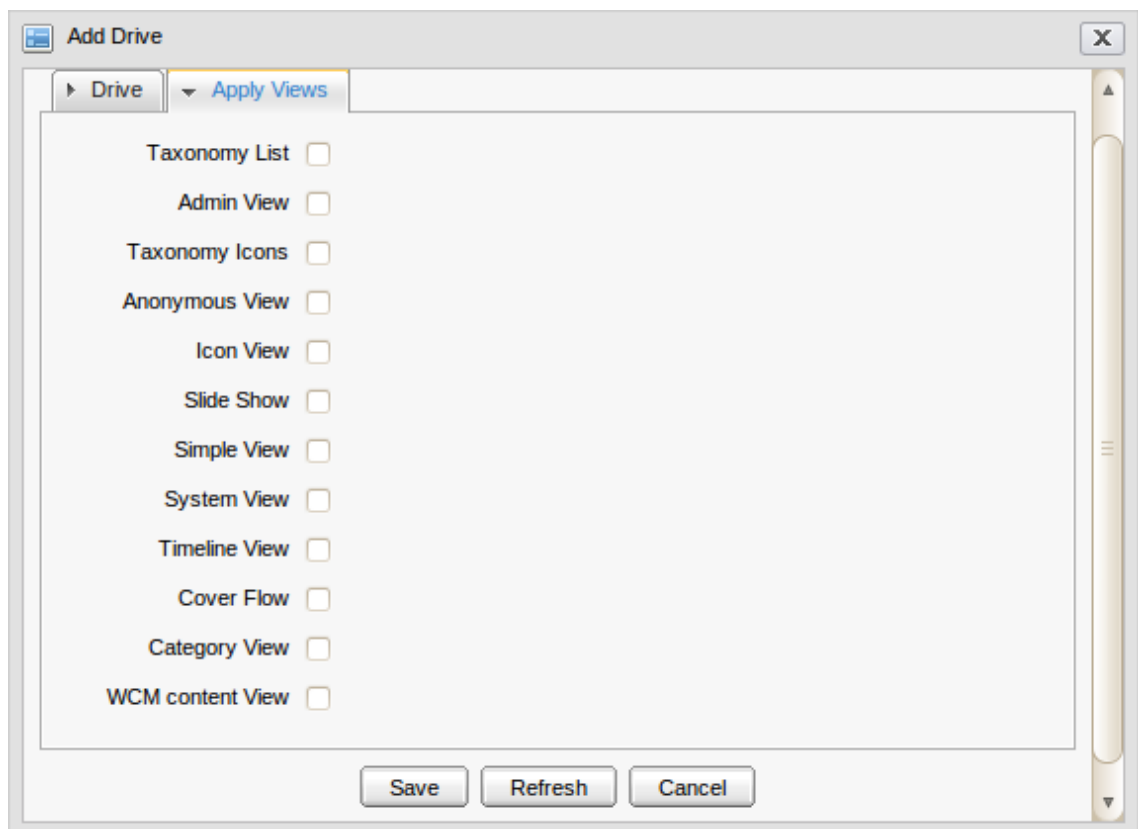 Add Drive
X
Drive Apply Views
Taxonomy List
Admin View
Taxonomy Icons
Anonymous View
Icon View
Slide Show
Simple View
System View
Timeline View
Cover Flow
Category View
WCM content View
Save Refresh Cancel